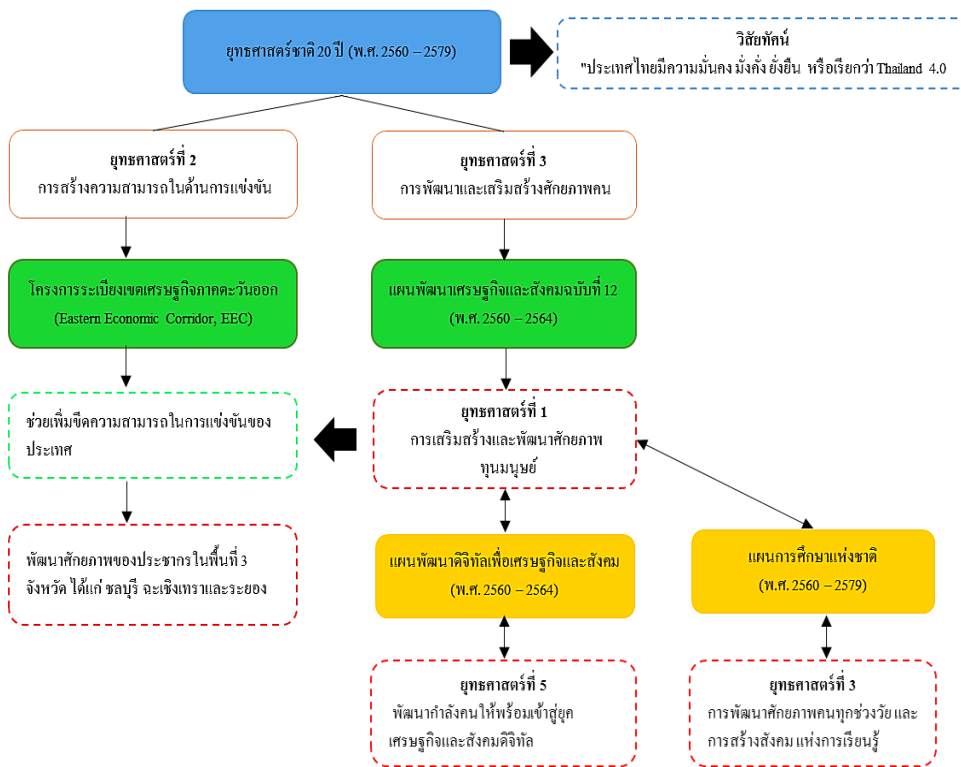 ยุทธศาสตร์ชาติ 20 ปี (พ.ศ. 2560 – 2579)
วิสัยทัศน์
"ประเทศไทยมีความมั่นคง มั่งคั่ง ยั่งยืน หรือเรียกว่า Thailand 4.0
ยุทธศาสตร์ที่ 2
การสร้างความสามารถในด้านการแข่งขัน
ยุทธศาสตร์ที่ 3
การพัฒนาและเสริมสร้างศักยภาพคน
โครงการระเบียงเขตเศรษฐกิจภาคตะวันออก
(Eastern Economic Corridor, EEC)
แผนพัฒนาเศรษฐกิจและสังคมฉบับที่ 12
(พ.ศ. 2560 – 2564)
ช่วยเพิ่มขีดความสามารถในการแข่งขันของ
ประเทศ
ยุทธศาสตร์ที่ 1
การเสริมสร้างและพัฒนาศักยภาพ
ทุนมนุษย์
พัฒนาศักยภาพของประชากรในพื้นที่ 3
จังหวัด ได้แก่ ชลบุรี ฉะเชิงเทราและระยอง
แผนพัฒนาดิจิทัลเพื่อเศรษฐกิจและสังคม
(พ.ศ. 2560 – 2564)
แผนการศึกษาแห่งชาติ
(พ.ศ. 2560 – 2579)
ยุทธศาสตร์ที่ 5
พัฒนากำลังคนให้พร้อมเข้าสู่ยุค
เศรษฐกิจและสังคมดิจิทัล
ยุทธศาสตร์ที่ 3
การพัฒนาศักยภาพคนทุกช่วงวัย และ
การสร้างสังคม แห่งการเรียนรู้